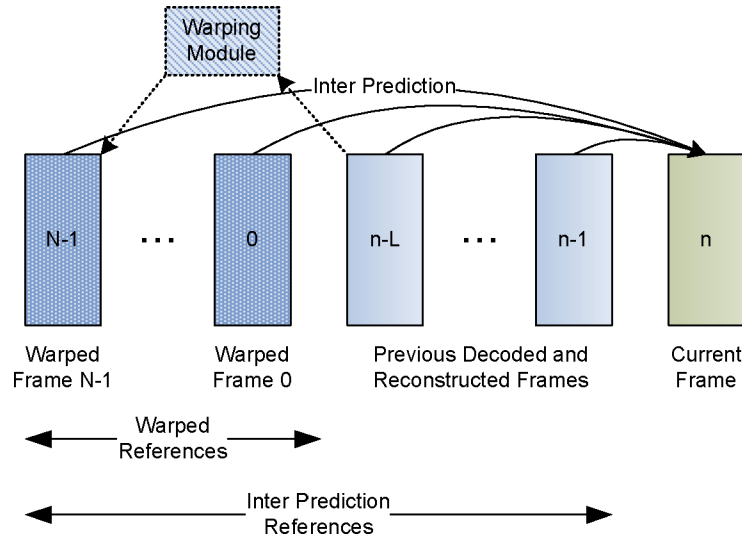 Warping
Module
Inter Prediction
N-1
...
0
n-L
...
n-1
n
Warped
Frame N-1
Warped
Frame 0
Previous Decoded and
Reconstructed Frames
Current
Frame
Warped
References
Inter Prediction
References